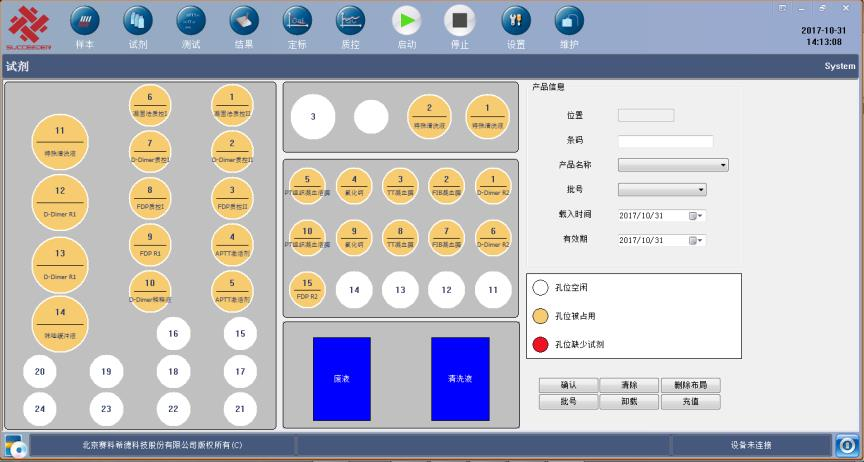 SUCCEEDER
样本
试剂
测试
结果
定标
质控
启动
停止
设置
维护
2017-10-31
14:13:08
试剂
System
6
凝固法质控I
1
凝固法质控II
11
特殊清洗液
7
D-Dimer质控I
2
D-Dimer质控II
12
D-Dimer R1
8
FDP质控I
3
FDP质控II
13
D-Dimer R1
9
FDP R1
4
APTT激活剂
14
咪唑缓冲液
10
D-Dimer稀释液
5
APTT激活剂
16
15
20
19
18
17
24
23
22
21
3
2
特殊清洗液
1
特殊清洗液
5
PT组织凝血活酶
4
氯化钙
3
TT凝血酶
2
FIB凝血酶
1
D-Dimer R2
10
PT组织凝血活酶
9
氯化钙
8
TT凝血酶
7
FIB凝血酶
6
D-Dimer R2
15
FDP R2
14
13
12
11
废液
清洗液
产品信息
位置
条码
产品名称
批号
载入时间 2017/10/31
有效期 2017/10/31
孔位空闲
孔位被占用
孔位缺少试剂
确认
清除
删除布局
批号
卸载
充值
北京赛科希德科技股份有限公司版权所有(C)
设备未连接